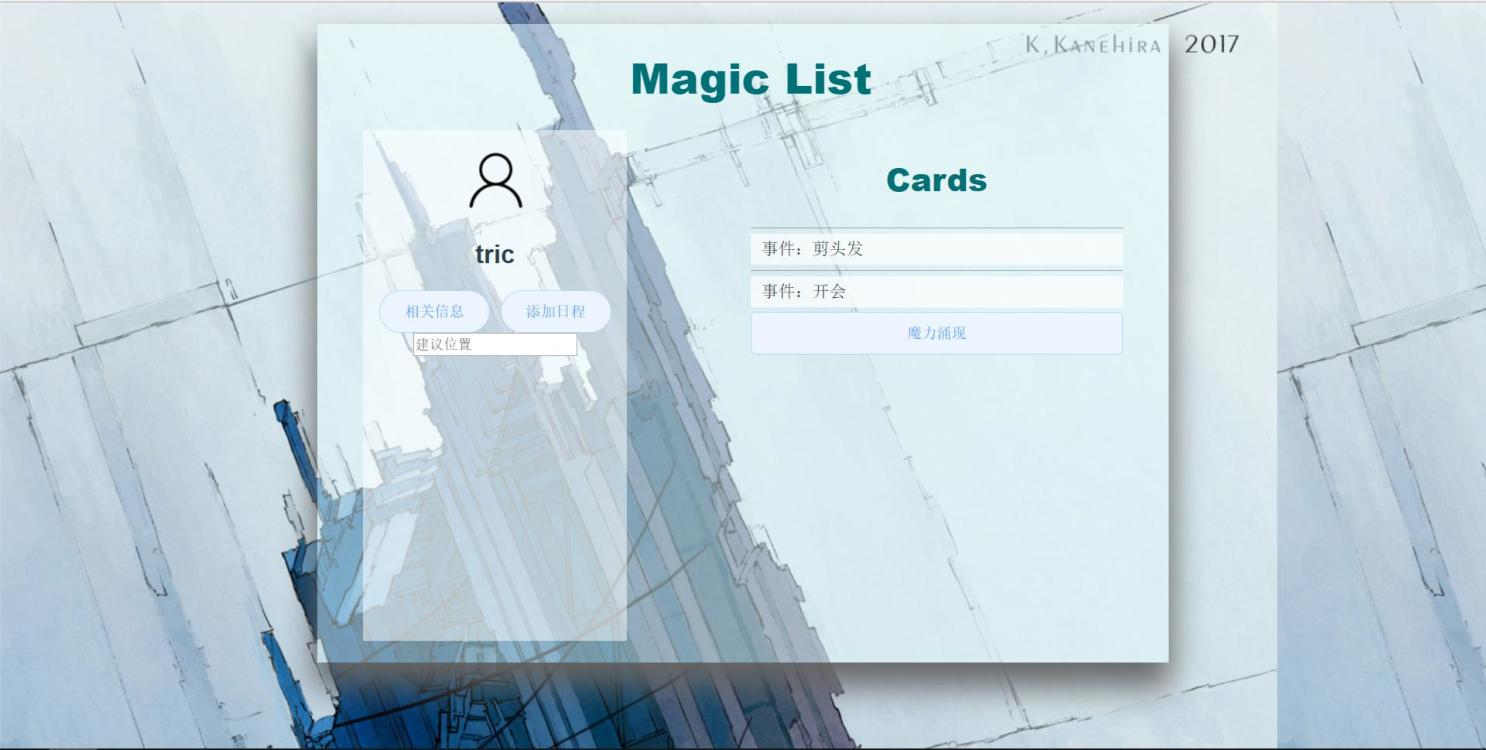 K,KANEHIRA 2017
Magic List
tric
相关信息 添加日程
建议位置
Cards
事件：剪头发
事件：开会
魔力涌现